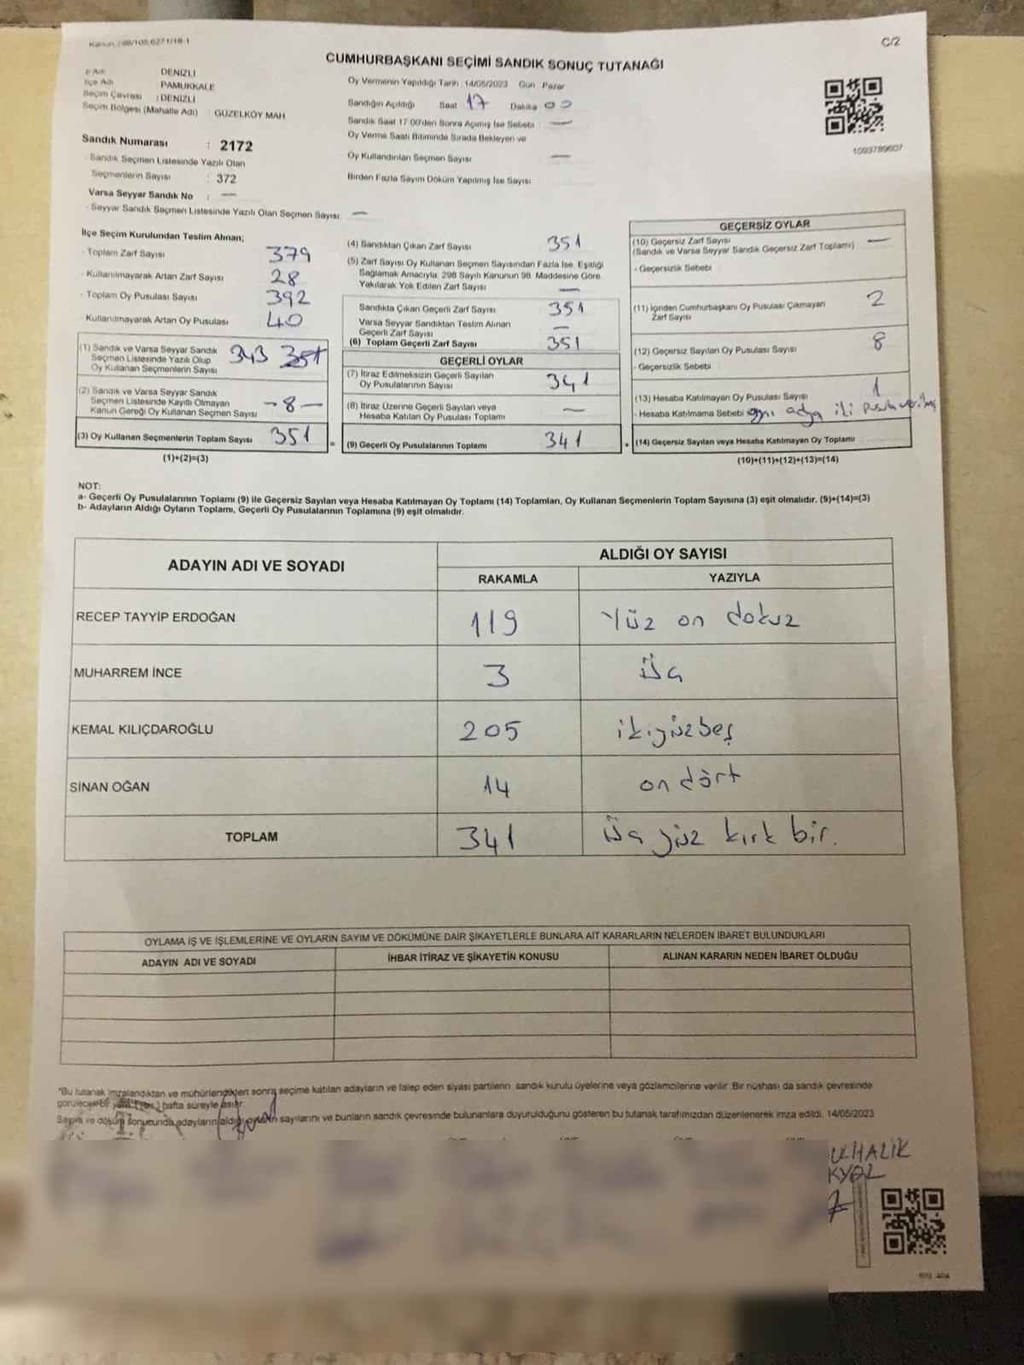 C/2
CUMHURBAŞKANI SEÇİMİ SANDIK SONUÇ TUTANAĞI
İl Adı DENİZLİ
İlçe Adı PAMUKKALE
Seçim Çevresi : DENİZLİ
Seçim Bölgesi (Mahalle Adı) GÜZELKÖY MAH
Sandık Numarası : 2172
- Sandık Seçmen Listesinde Yazılı Olan
Seçmenlerin Sayısı : 372
Varsa Seyyar Sandık No : —
- Seyyar Sandık Seçmen Listesinde Yazılı Olan Seçmen Sayısı —
Oy Vermenin Yapıldığı Tarih : 14/05/2023 Gün Pazar
Sandığın Açıldığı Saat 17 Dakika 00
Sandık Saat 17:00'den Sonra Açılmış İse Sebebi —
Oy Verme Saati Bitiminde Sırada Bekleyen ve
Oy Kullandırılan Seçmen Sayısı —
Birden Fazla Sayım Döküm Yapılmış İse Sayısı —
1093789607
İlçe Seçim Kurulundan Teslim Alınan;
- Toplam Zarf Sayısı 379
- Kullanılmayarak Artan Zarf Sayısı 28
- Toplam Oy Pusulası Sayısı 392
- Kullanılmayarak Artan Oy Pusulası 40
(1) Sandık ve Varsa Seyyar Sandık
Seçmen Listesinde Yazılı Olup
Oy Kullanan Seçmenlerin Sayısı 343 351
(2) Sandık ve Varsa Seyyar Sandık
Seçmen Listesinde Kayıtlı Olmayan
Kanun Gereği Oy Kullanan Seçmen Sayısı - 8 -
(3) Oy Kullanan Seçmenlerin Toplam Sayısı 351
(1)+(2)=(3)
(4) Sandıktan Çıkan Zarf Sayısı 351
(5) Zarf Sayısı Oy Kullanan Seçmen Sayısından Fazla İse, Eşitliği
Sağlamak Amacıyla, 298 Sayılı Kanunun 98. Maddesine Göre
Yakılarak Yok Edilen Zarf Sayısı —
Sandıkta Çıkan Geçerli Zarf Sayısı 351
Varsa Seyyar Sandıktan Teslim Alınan
Geçerli Zarf Sayısı —
(6) Toplam Geçerli Zarf Sayısı 351
GEÇERLİ OYLAR
(7) İtiraz Edilmeksizin Geçerli Sayılan
Oy Pusulalarının Sayısı 341
(8) İtiraz Üzerine Geçerli Sayılan veya
Hesaba Katılan Oy Pusulası Toplamı —
(9) Geçerli Oy Pusulalarının Toplamı 341
GEÇERSİZ OYLAR
(10) Geçersiz Zarf Sayısı —
(Sandık ve Varsa Seyyar Sandık Geçersiz Zarf Toplamı)
- Geçersizlik Sebebi
(11) İçinden Cumhurbaşkanı Oy Pusulası Çıkmayan
Zarf Sayısı 2
(12) Geçersiz Sayılan Oy Pusulası Sayısı 8
- Geçersizlik Sebebi
(13) Hesaba Katılmayan Oy Pusulası Sayısı 1
- Hesaba Katılmama Sebebi aynı adya iki pusula
(14) Geçersiz Sayılan veya Hesaba Katılmayan Oy Toplamı
(10)+(11)+(12)+(13)=(14)
NOT:
a- Geçerli Oy Pusulalarının Toplamı (9) ile Geçersiz Sayılan veya Hesaba Katılmayan Oy Toplamı (14) Toplamları, Oy Kullanan Seçmenlerin Toplam Sayısına (3) eşit olmalıdır. (9)+(14)=(3)
b- Adayların Aldığı Oyların Toplamı, Geçerli Oy Pusulalarının Toplamına (9) eşit olmalıdır.
ADAYIN ADI VE SOYADI ALDIĞI OY SAYISI
RAKAMLA YAZIYLA
RECEP TAYYİP ERDOĞAN 119 Yüz on dokuz
MUHARREM İNCE 3 Üç
KEMAL KILIÇDAROĞLU 205 ikiyüzbeş
SİNAN OĞAN 14 on dört
TOPLAM 341 Üç yüz kırk bir.
OYLAMA İŞ VE İŞLEMLERİNE VE OYLARIN SAYIM VE DÖKÜMÜNE DAİR ŞİKAYETLERLE BUNLARA AİT KARARLARIN NELERDEN İBARET BULUNDUKLARI
ADAYIN ADI VE SOYADI İHBAR İTİRAZ VE ŞİKAYETİN KONUSU ALINAN KARARIN NEDEN İBARET OLDUĞU
"Bu tutanak imzalandıktan ve mühürlendikten sonra seçime katılan adayların ve talep eden siyasi partilerin, sandık kurulu üyelerine veya gözlemcilerine verilir. Bir nüshası da sandık çevresinde
hafta süreyle asılır.
Sayım ve döküm sonucunda adayların aldığı sayılarını ve bunların sandık çevresinde bulunanlara duyurulduğunu gösteren bu tutanak tarafımızdan düzenlenerek imza edildi. 14/05/2023
ULHALİK
KYOL